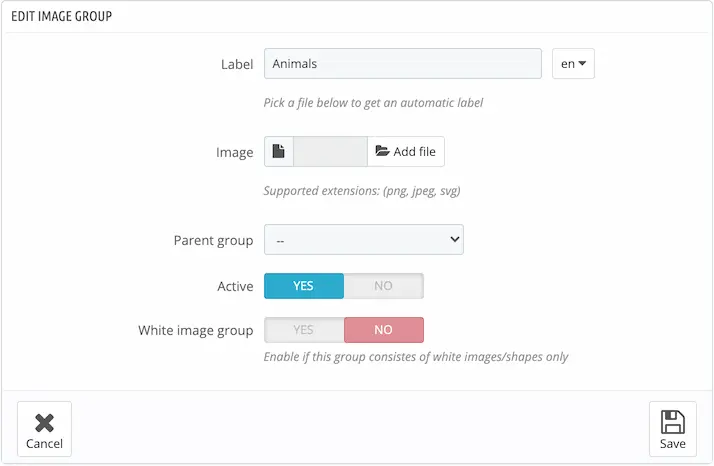 EDIT IMAGE GROUP
Label Animals en
Pick a file below to get an automatic label
Image Add file
Supported extensions: (png, jpeg, svg)
Parent group --
Active YES NO
White image group YES NO
Enable if this group consistes of white images/shapes only
Cancel Save